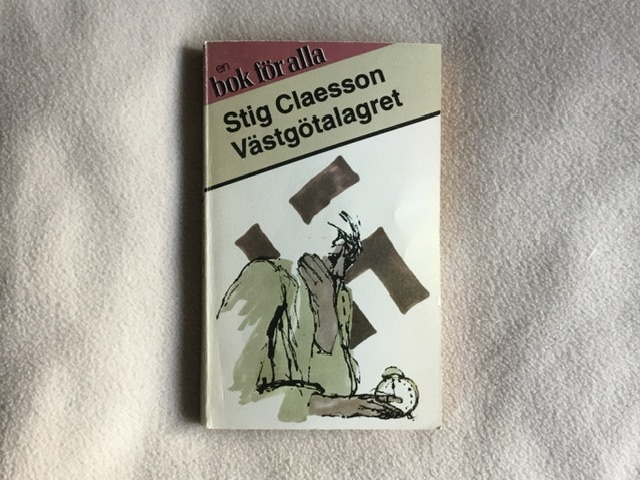 en
bok för alla
Stig Claesson
Västgötalagret